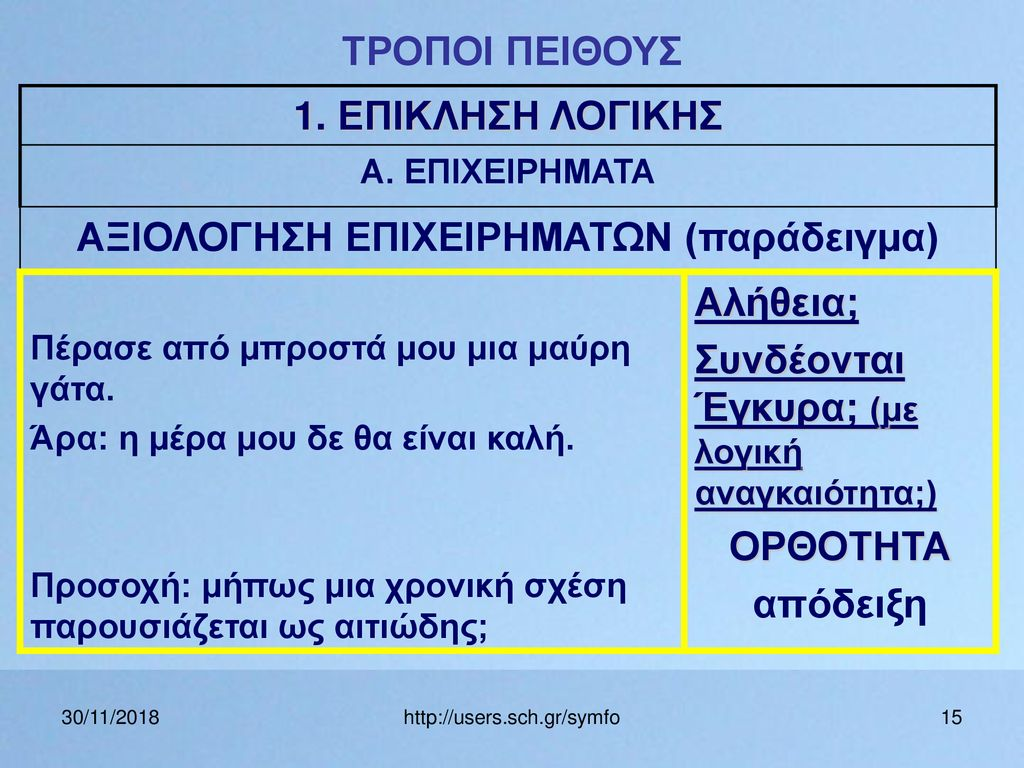 ΤΡΟΠΟΙ ΠΕΙΘΟΥΣ
1. ΕΠΙΚΛΗΣΗ ΛΟΓΙΚΗΣ
Α. ΕΠΙΧΕΙΡΗΜΑΤΑ
ΑΞΙΟΛΟΓΗΣΗ ΕΠΙΧΕΙΡΗΜΑΤΩΝ (παράδειγμα)
Πέρασε από μπροστά μου μια μαύρη
γάτα.
Άρα: η μέρα μου δε θα είναι καλή.
Προσοχή: μήπως μια χρονική σχέση
παρουσιάζεται ως αιτιώδης;
Αλήθεια;
Συνδέονται
Έγκυρα; (με
λογική
αναγκαιότητα;)
ΟΡΘΟΤΗΤΑ
απόδειξη
30/11/2018
http://users.sch.gr/symfo
15